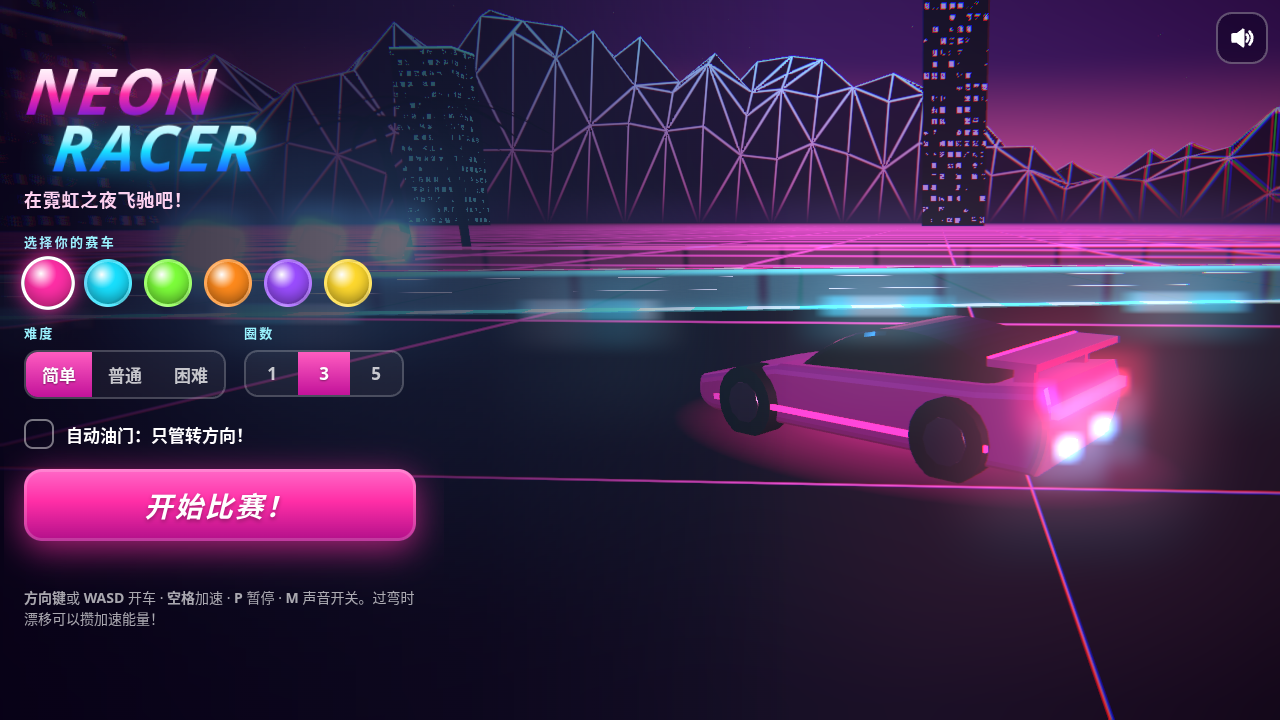 NEON
RACER
在霓虹之夜飞驰吧！
选择你的赛车
难度 圈数
简单 普通 困难 1 3 5
自动油门：只管转方向！
开始比赛！
方向键或 WASD 开车 · 空格加速 · P 暂停 · M 声音开关。过弯时
漂移可以攒加速能量！